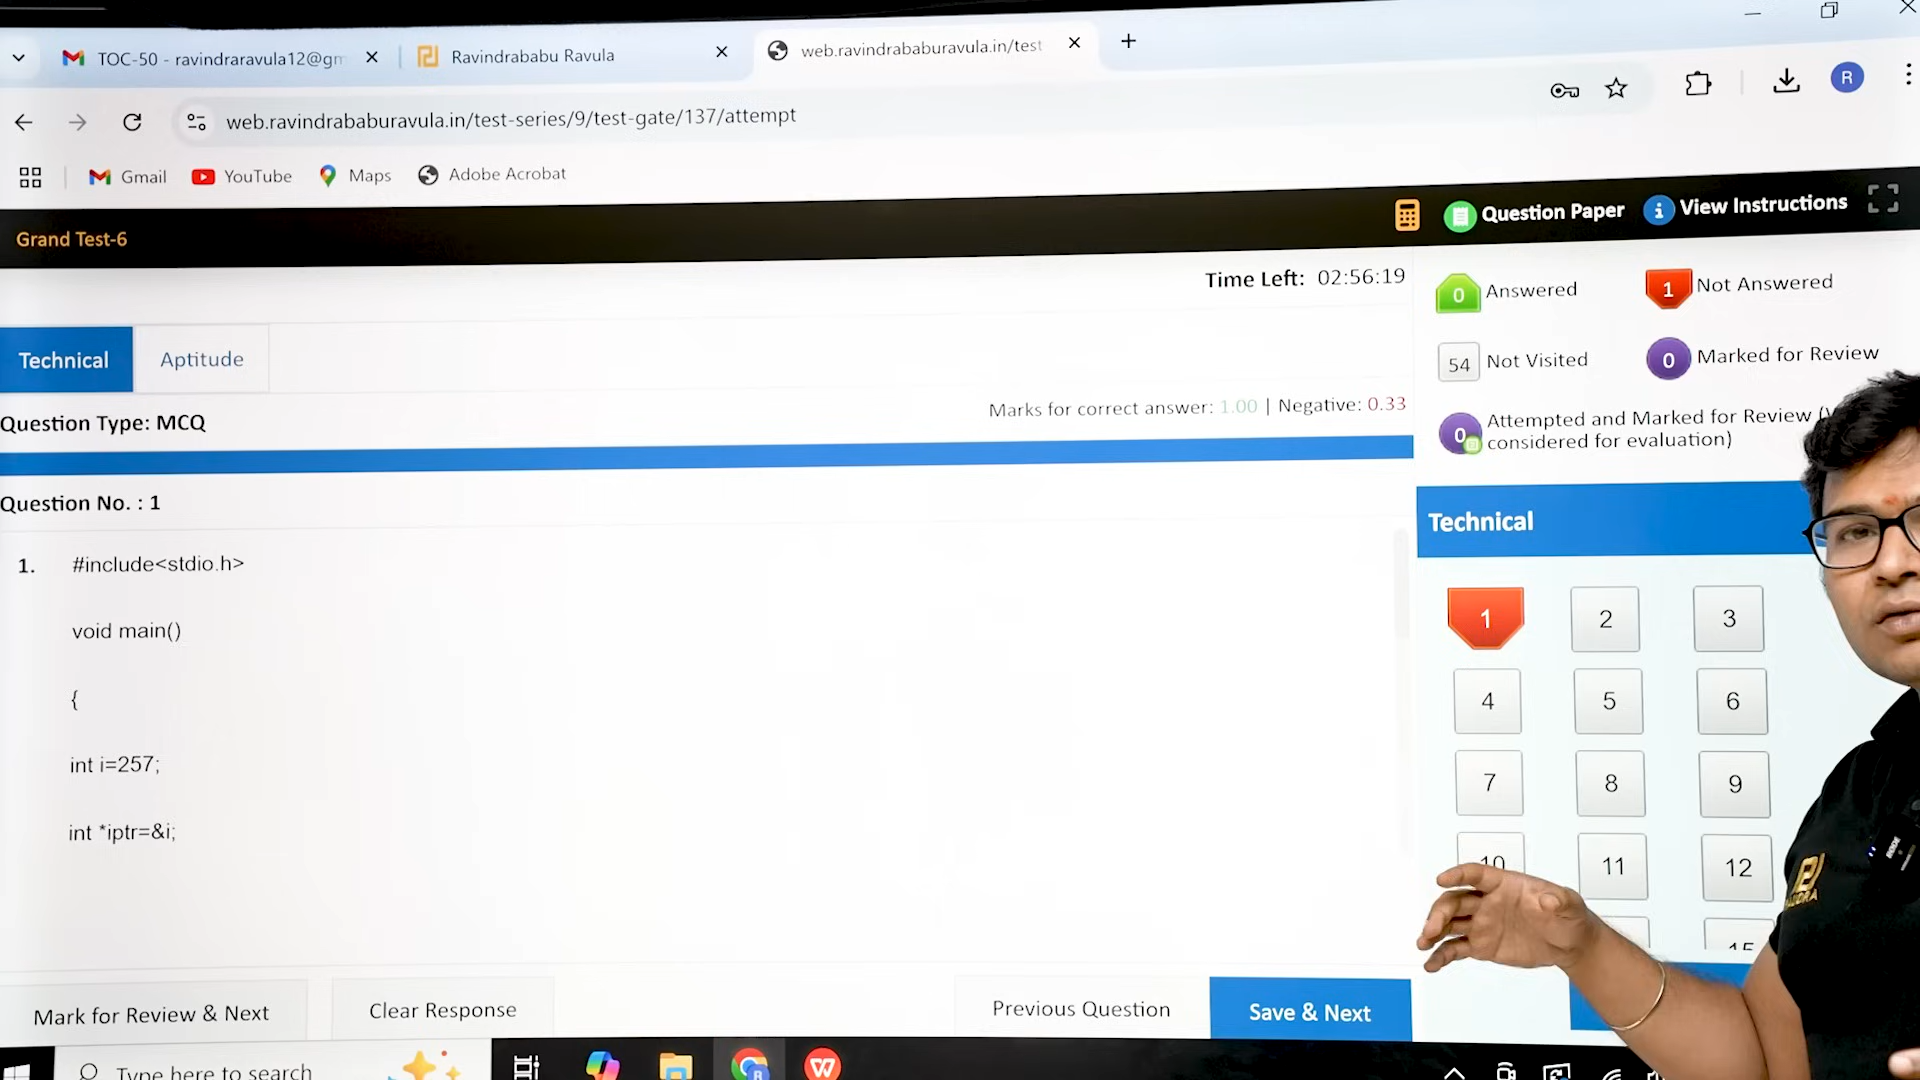 TOC-50 - ravindraravula12@gm
Ravindrababu Ravula
web.ravindrababuravula.in/test
web.ravindrababuravula.in/test-series/9/test-gate/137/attempt
R
Gmail
YouTube
Maps
Adobe Acrobat
Grand Test-6
Question Paper
View Instructions
Time Left: 02:56:19
0 Answered
1 Not Answered
54 Not Visited
0 Marked for Review
0 Attempted and Marked for Review (
considered for evaluation)
Technical
Aptitude
Question Type: MCQ
Marks for correct answer: 1.00 | Negative: 0.33
Question No. : 1
1. #include<stdio.h>
void main()
{
int i=257;
int *iptr=&i;
Technical
1 2 3
4 5 6
7 8 9
10 11 12
15
Mark for Review & Next
Clear Response
Previous Question
Save & Next
Type here to search